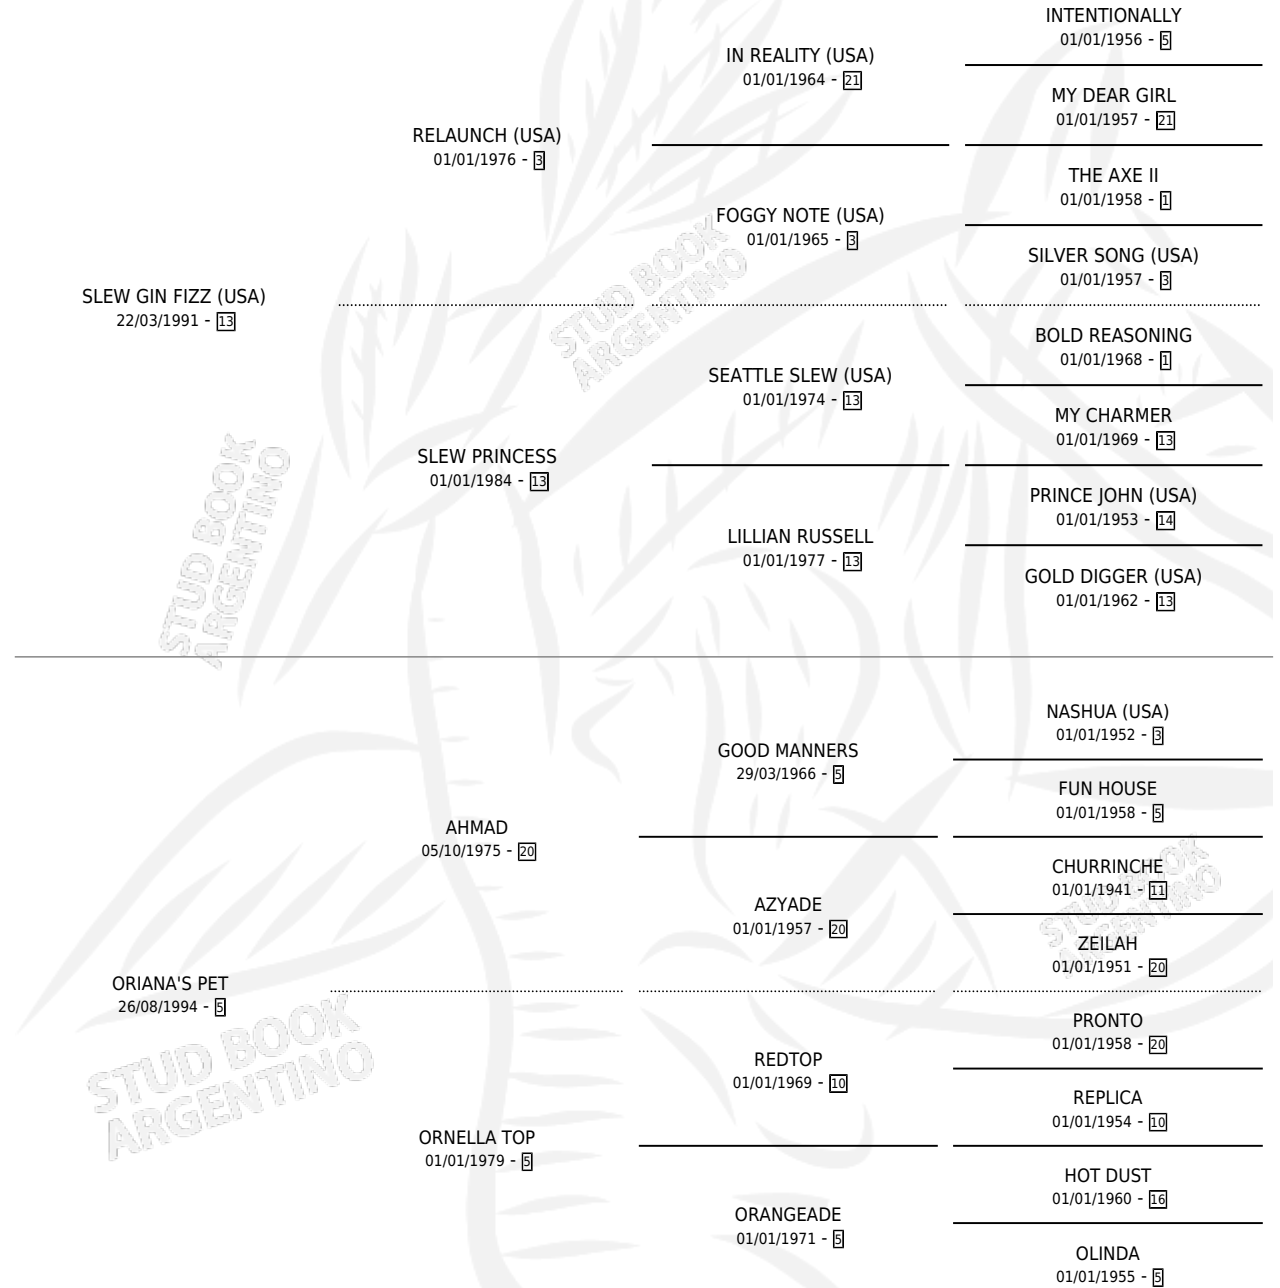 INTENTIONALLY
01/01/1956 - 5
IN REALITY (USA)
01/01/1964 - 21
MY DEAR GIRL
01/01/1957 - 21
RELAUNCH (USA)
01/01/1976 - 3
THE AXE II
01/01/1958 - 1
FOGGY NOTE (USA)
01/01/1965 - 3
SILVER SONG (USA)
01/01/1957 - 3
SLEW GIN FIZZ (USA)
22/03/1991 - 13
BOLD REASONING
01/01/1968 - 1
SEATTLE SLEW (USA)
01/01/1974 - 13
MY CHARMER
01/01/1969 - 13
SLEW PRINCESS
01/01/1984 - 13
PRINCE JOHN (USA)
01/01/1953 - 14
LILLIAN RUSSELL
01/01/1977 - 13
GOLD DIGGER (USA)
01/01/1962 - 13
NASHUA (USA)
01/01/1952 - 3
GOOD MANNERS
29/03/1966 - 5
FUN HOUSE
01/01/1958 - 5
AHMAD
05/10/1975 - 20
CHURRINCHE
01/01/1941 - 11
AZYADE
01/01/1957 - 20
ZEILAH
01/01/1951 - 20
ORIANA'S PET
26/08/1994 - 5
PRONTO
01/01/1958 - 20
REDTOP
01/01/1969 - 10
REPLICA
01/01/1954 - 10
ORNELLA TOP
01/01/1979 - 5
HOT DUST
01/01/1960 - 16
ORANGEADE
01/01/1971 - 5
OLINDA
01/01/1955 - 5
STUD BOOK
ARGENTINO
STUD BOOK
ARGENTINO
STUD BOOK
ARGENTINO
STUD BOOK
ARGENTINO